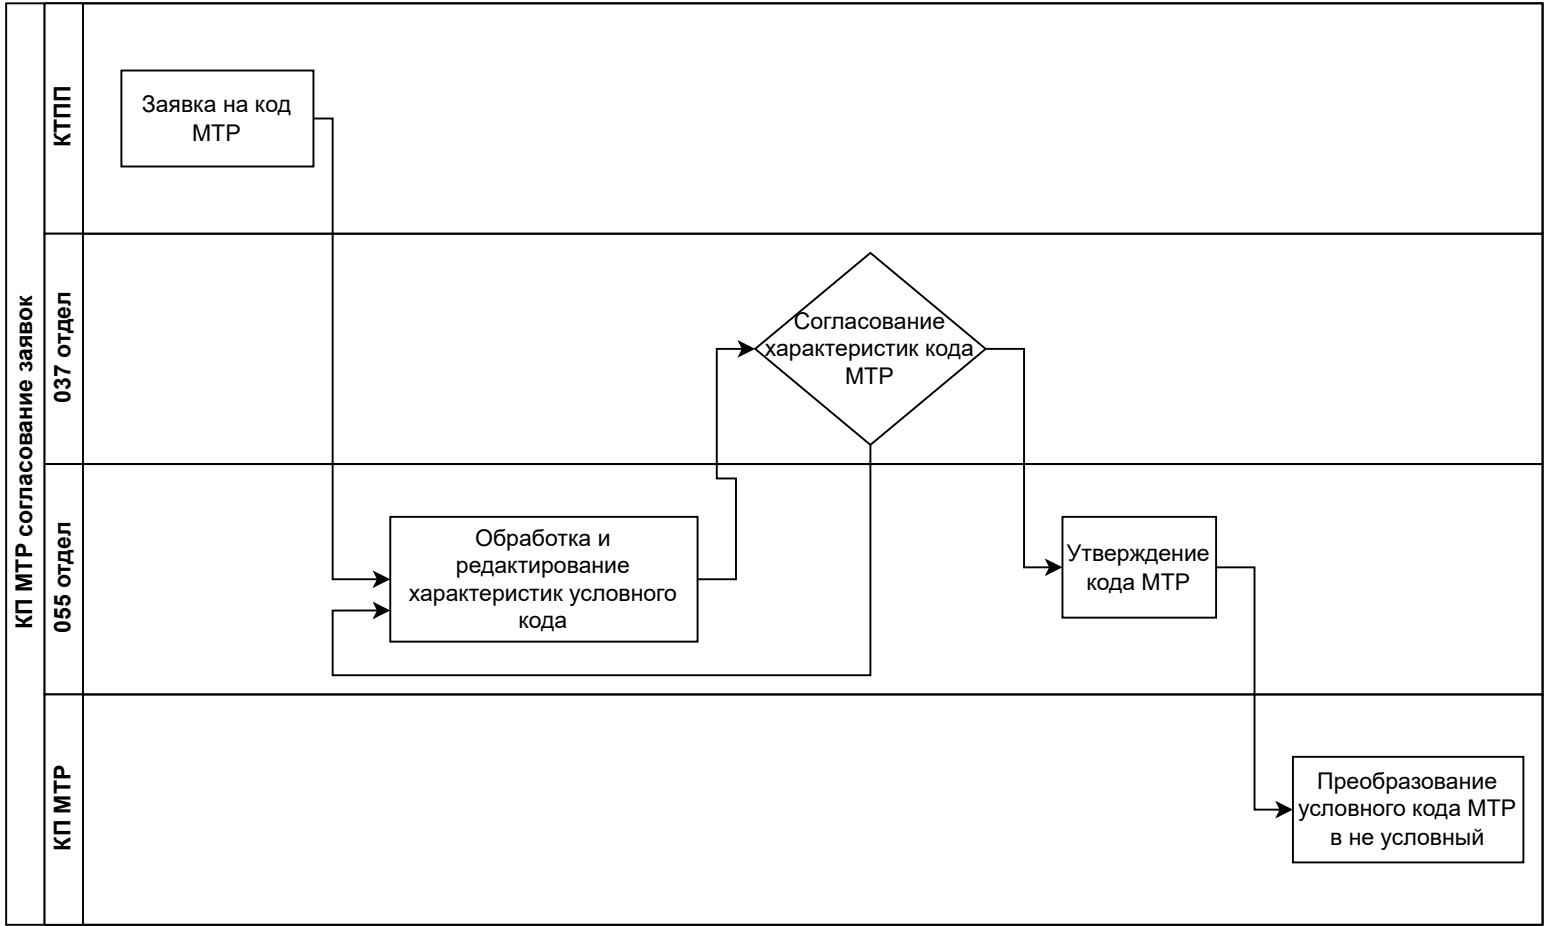 КП МТР согласование заявок
КТПП
Заявка на код
МТР
037 отдел
Согласование
характеристик кода
МТР
055 отдел
Обработка и
редактирование
характеристик условного
кода
Утверждение
кода МТР
КП МТР
Преобразование
условного кода МТР
в не условный